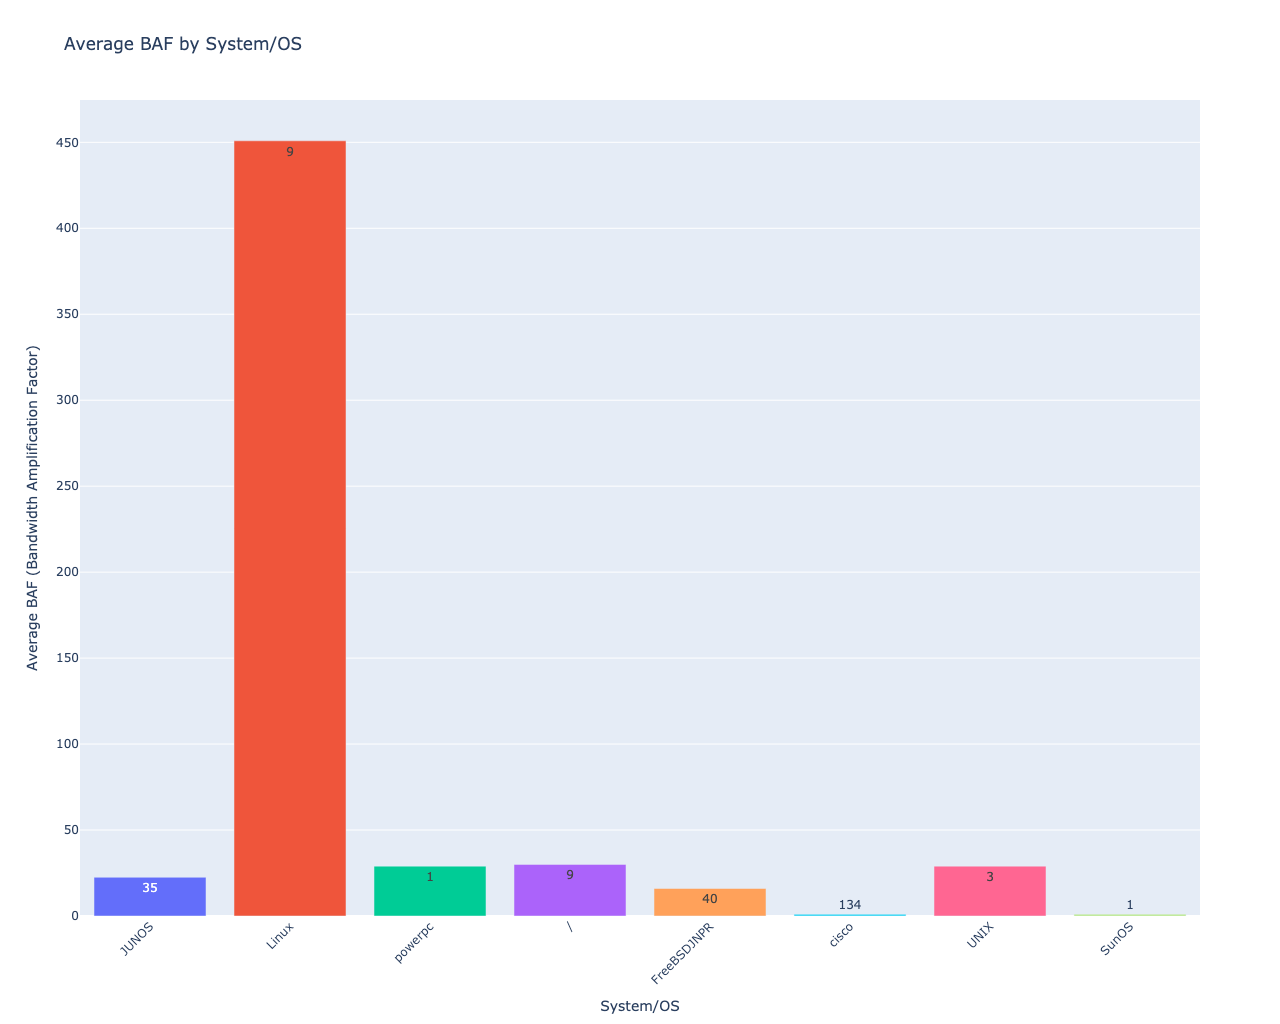 Average BAF by System/OS
Average BAF (Bandwidth Amplification Factor)
450
400
350
300
250
200
150
100
50
0
35
9
1
9
40
134
3
1
JUNOS
Linux
powerpc
/
FreeBSDJNPR
cisco
UNIX
SunOS
System/OS